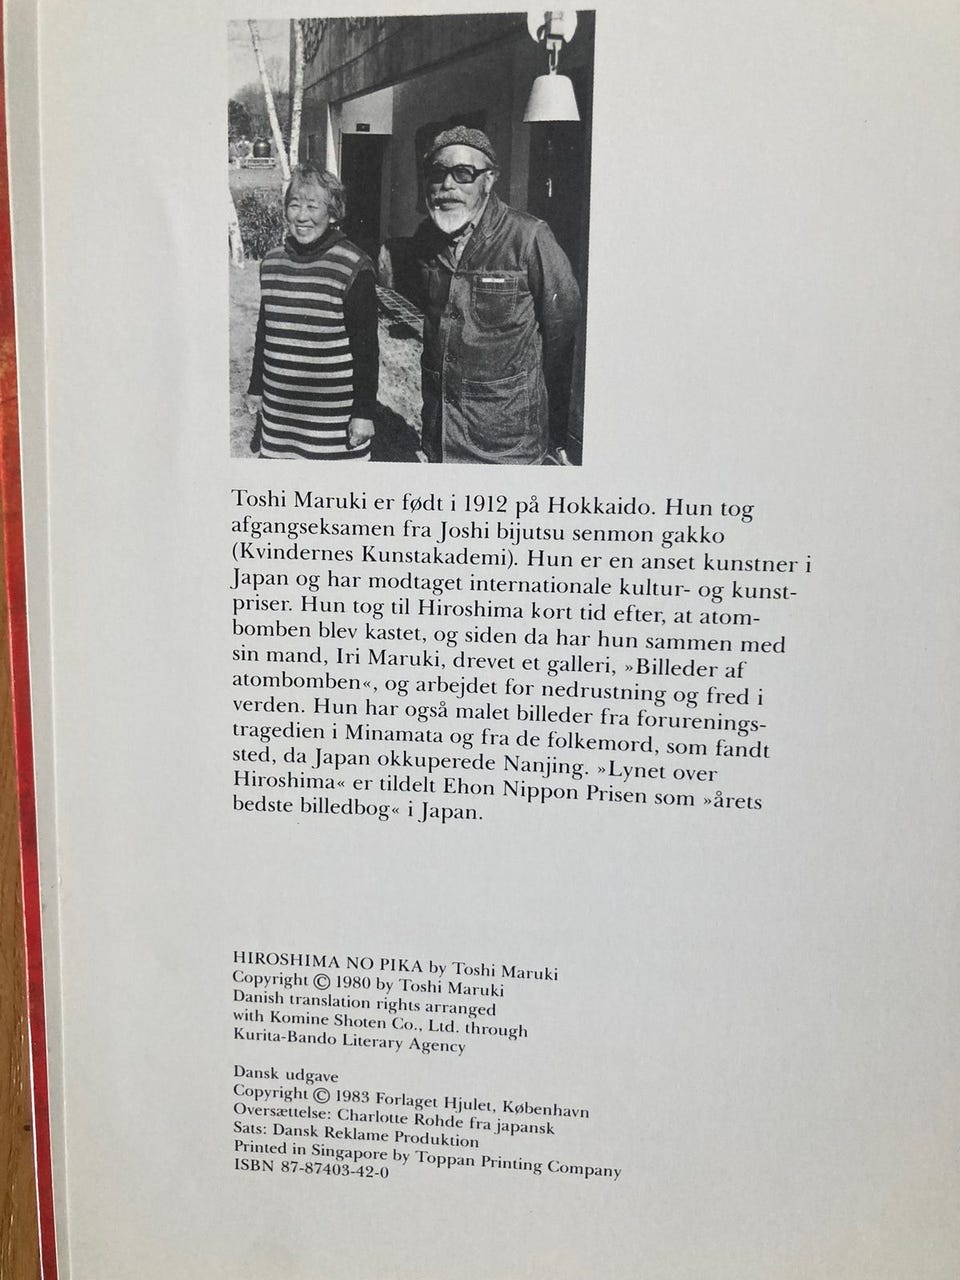 Toshi Maruki er født i 1912 på Hokkaido. Hun tog
afgangseksamen fra Joshi bijutsu senmon gakko
(Kvindernes Kunstakademi). Hun er en anset kunstner i
Japan og har modtaget internationale kultur- og kunst-
priser. Hun tog til Hiroshima kort tid efter, at atom-
bomben blev kastet, og siden da har hun sammen med
sin mand, Iri Maruki, drevet et galleri, »Billeder af
atombomben«, og arbejdet for nedrustning og fred i
verden. Hun har også malet billeder fra forurenings-
tragedien i Minamata og fra de folkemord, som fandt
sted, da Japan okkuperede Nanjing. »Lynet over
Hiroshima« er tildelt Ehon Nippon Prisen som »årets
bedste billedbog« i Japan.
HIROSHIMA NO PIKA by Toshi Maruki
Copyright © 1980 by Toshi Maruki
Danish translation rights arranged
with Komine Shoten Co., Ltd. through
Kurita-Bando Literary Agency
Dansk udgave
Copyright © 1983 Forlaget Hjulet, København
Oversættelse: Charlotte Rohde fra japansk
Sats: Dansk Reklame Produktion
Printed in Singapore by Toppan Printing Company
ISBN 87-87403-42-0